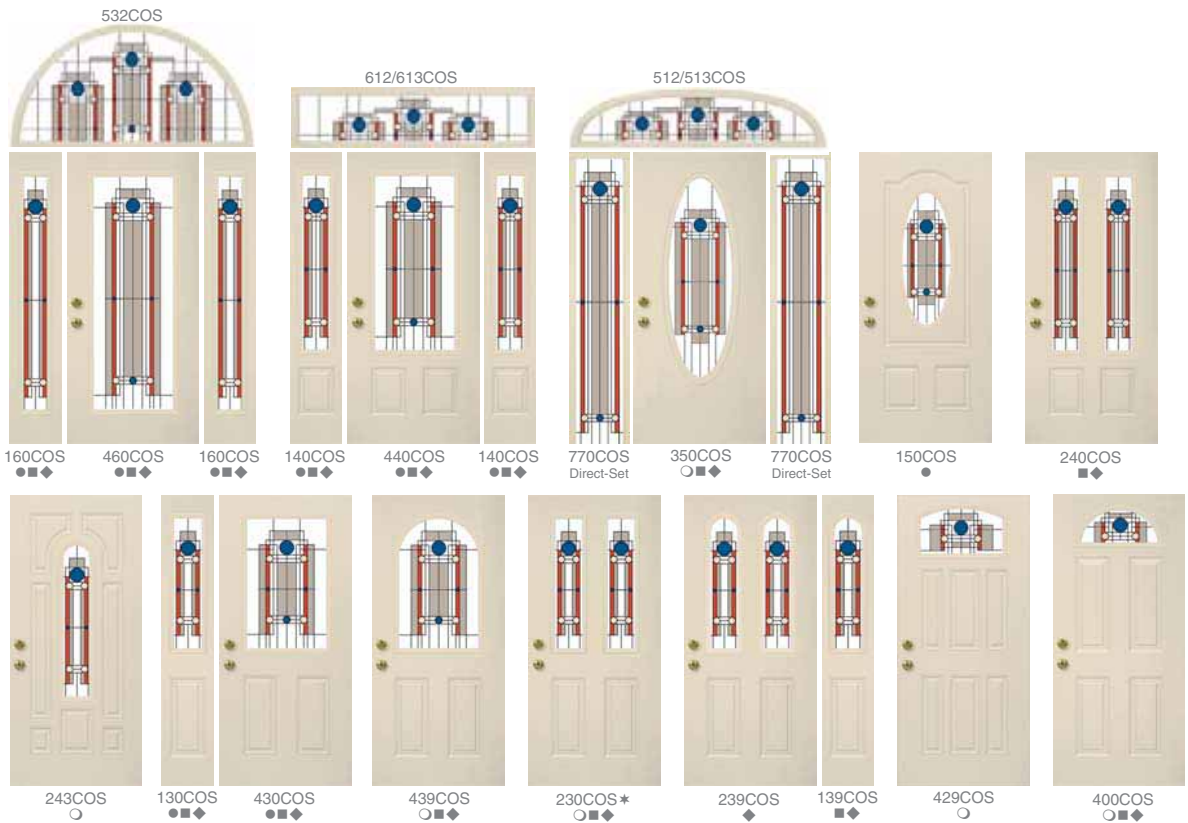 532COS
612/613COS
512/513COS
160COS
●■◆
460COS
●■◆
160COS
●■◆
140COS
●■◆
440COS
●■◆
140COS
●■◆
770COS
Direct-Set
350COS
❍■◆
770COS
Direct-Set
150COS
●
240COS
■◆
243COS
❍
130COS
●■◆
430COS
●■◆
439COS
❍■◆
230COS✶
❍■◆
239COS
◆
139COS
■◆
429COS
❍
400COS
❍■◆